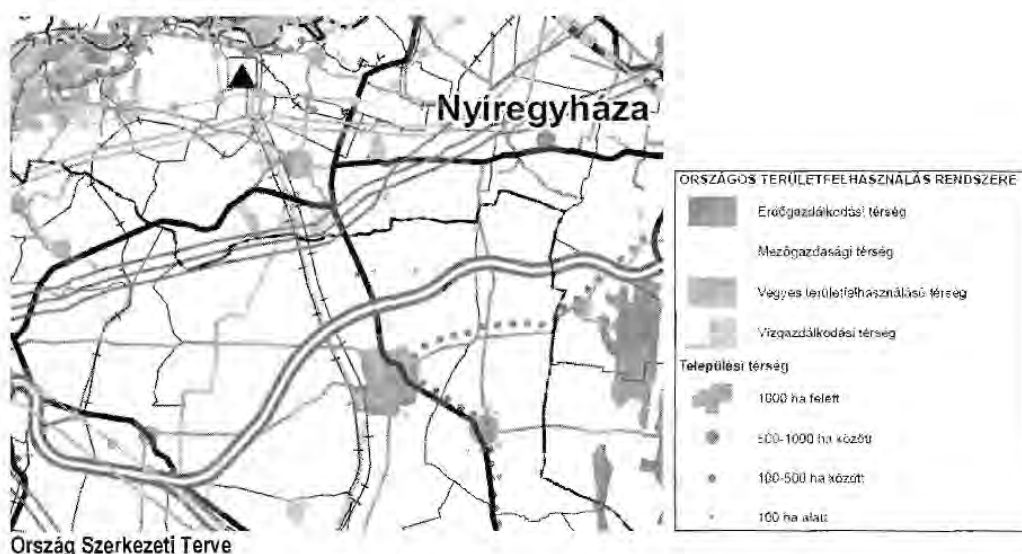 Nyíregyháza
ORSZÁGOS TERÜLETFELHASZNÁLÁS RENDSZERE
Erdőgazdálkodási térség
Mezőgazdasági térség
Vegyes területfelhasználású térség
Vízgazdálkodási térség
Települési térség
1000 ha felett
500-1000 ha között
100-500 ha között
100 ha alatt
Ország Szerkezeti Terve